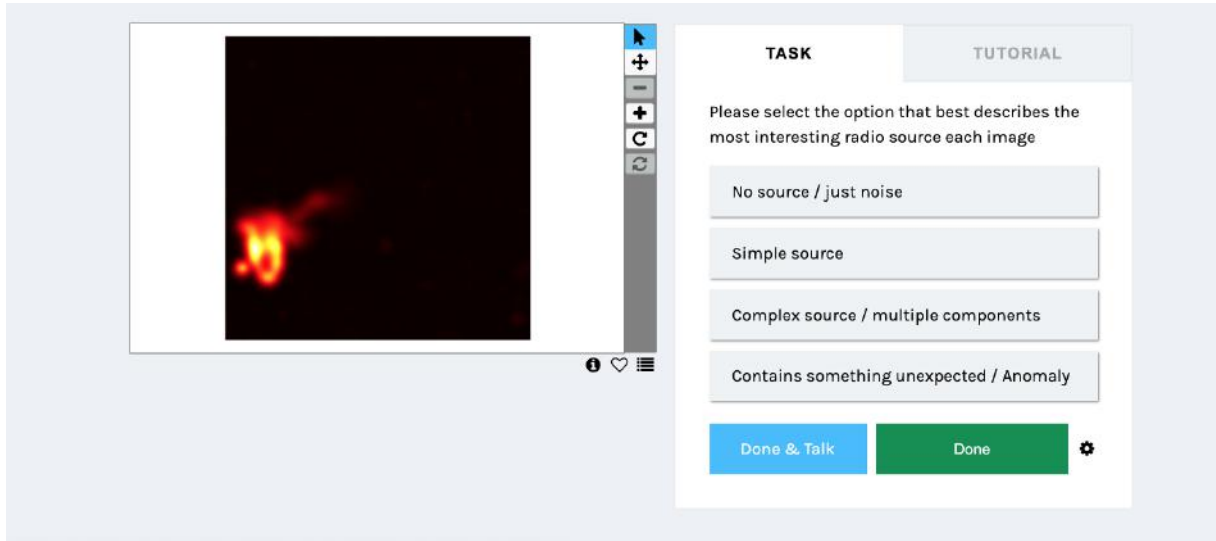 TASK
TUTORIAL
Please select the option that best describes the
most interesting radio source each image
No source / just noise
Simple source
Complex source / multiple components
Contains something unexpected / Anomaly
Done & Talk
Done